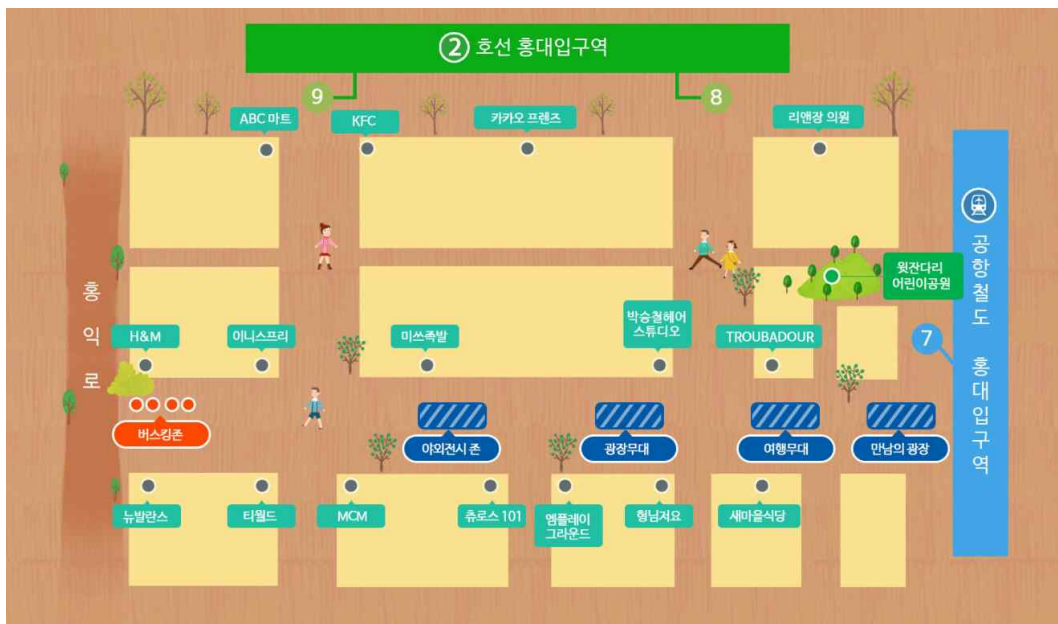 ② 호선 홍대입구역
9
8
ABC 마트
KFC
카카오 프렌즈
리앤장 의원
공항철도 홍대입구역
윗잔다리
어린이공원
홍익로
박승철헤어
스튜디오
H&M
이니스프리
미쓰족발
TROUBADOUR
7
버스킹존
야외전시 존
광장무대
여행무대
만남의 광장
뉴발란스
티월드
MCM
츄로스 101
엠플레이
그라운드
형님저요
새마을식당